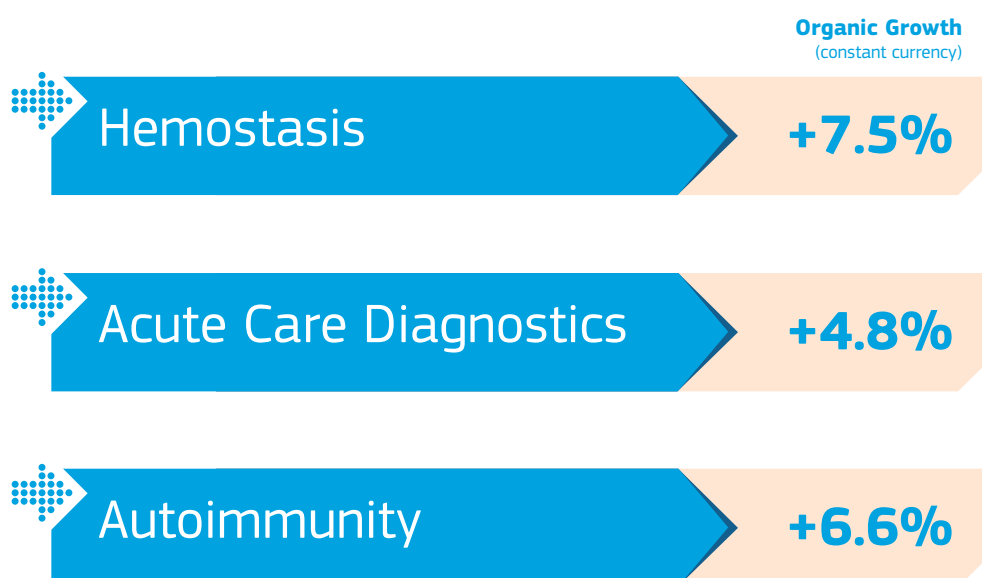 Organic Growth
(constant currency)
Hemostasis
+7.5%
Acute Care Diagnostics
+4.8%
Autoimmunity
+6.6%